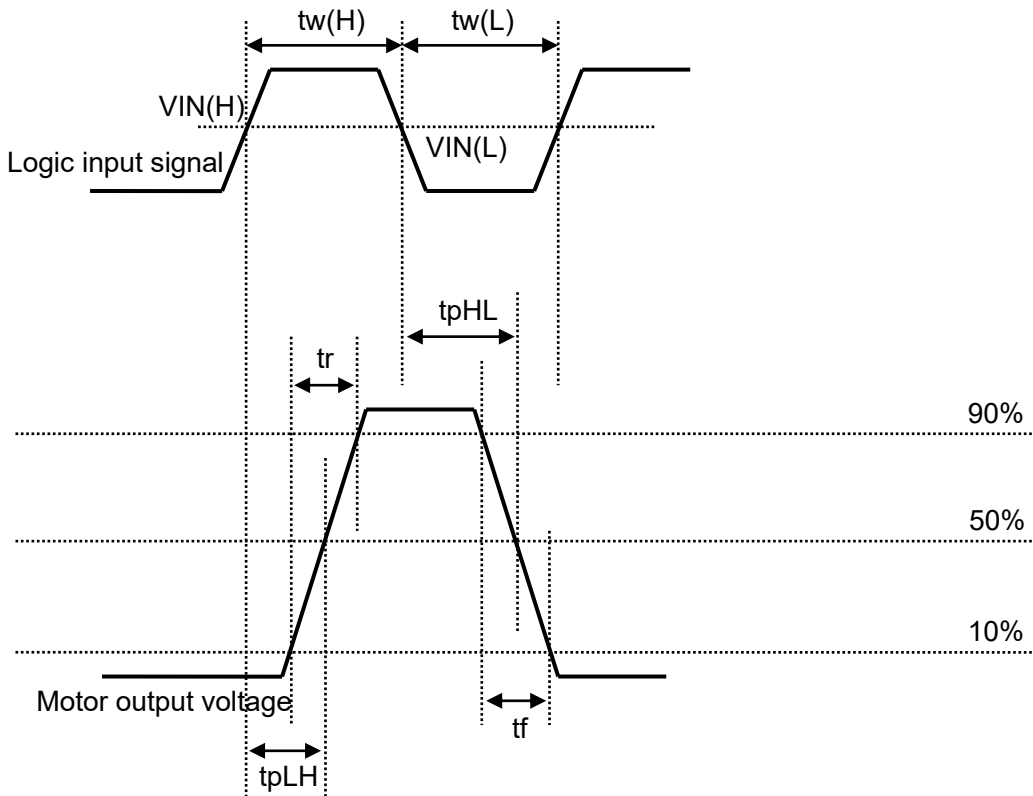 tw(H)
tw(L)
VIN(H)
VIN(L)
Logic input signal
tpHL
tr
90%
50%
10%
Motor output voltage
tf
tpLH